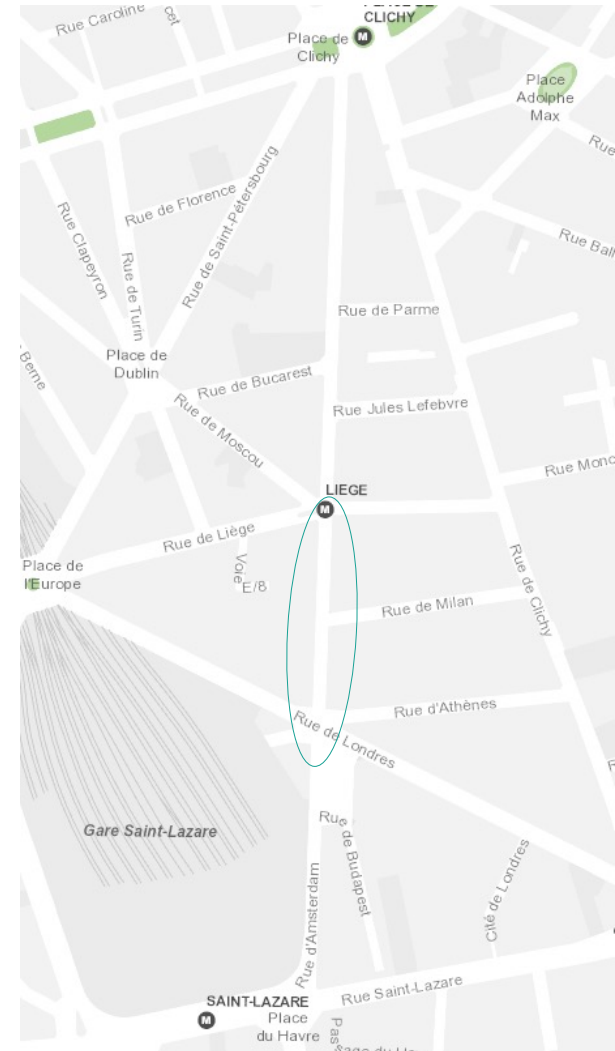 CLICHY
Rue Caroline
Place de
Clichy
M
Place
Adolphe
Max
Rue
Rue de Florence
Rue de Saint-Pétersbourg
Rue Clapeyron
Rue de Turin
Rue Ball
Rue de Parme
Place de
Dublin
Berne
Rue de Bucarest
Rue Jules Lefebvre
Rue de Moscou
Rue Monc
LIEGE
M
Rue de Liège
Voie
E/8
Place de
l'Europe
Rue de Clichy
Rue de Milan
Rue d'Athènes
Rue de Londres
Gare Saint-Lazare
Rue de Budapest
Rue d'Amsterdam
Cité de Londres
SAINT-LAZARE
M
Place
du Havre
Rue Saint-Lazare